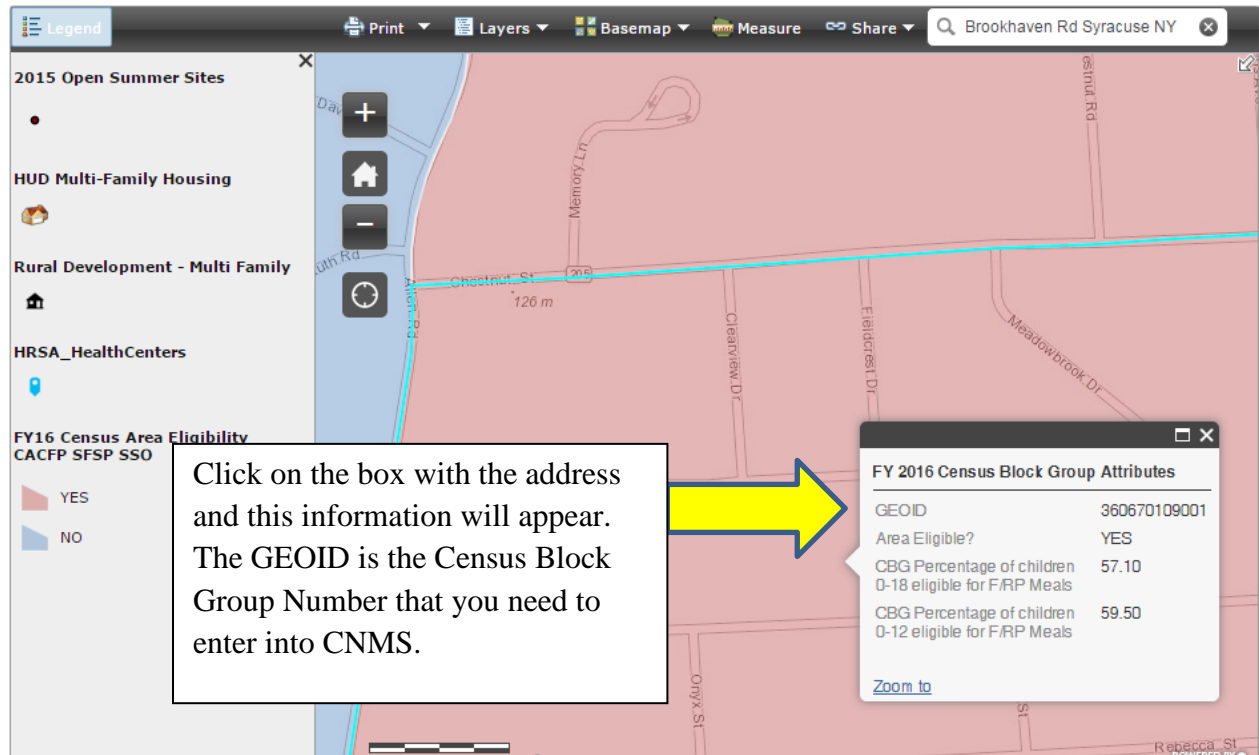 Legend
Print
Layers
Basemap
Measure
Share
Brookhaven Rd Syracuse NY
2015 Open Summer Sites
HUD Multi-Family Housing
Rural Development - Multi Family
HRSA_HealthCenters
FY16 Census Area Eligibility
CACFP SFSP SSO
YES
NO
Memory Ln
Chestnut St
20S
126 m
Clearview Dr
Fieldcrest Dr
Meadowbrook Dr
Onyx St
St
Rebecca St
Click on the box with the address
and this information will appear.
The GEOID is the Census Block
Group Number that you need to
enter into CNMS.
FY 2016 Census Block Group Attributes
GEOID 360670109001
Area Eligible? YES
CBG Percentage of children 57.10
0-18 eligible for F/RP Meals
CBG Percentage of children 59.50
0-12 eligible for F/RP Meals
Zoom to